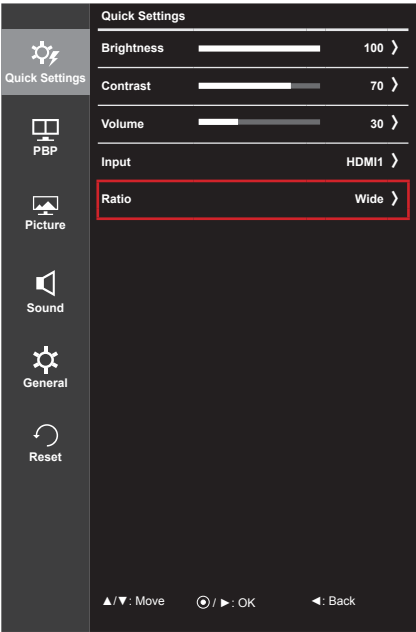 Quick Settings
Quick Settings
PBP
Picture
Sound
General
Reset
Brightness 100 ❭
Contrast 70 ❭
Volume 30 ❭
Input HDMI1 ❭
Ratio Wide ❭
▲/▼: Move ⦿/ ►: OK ◄: Back